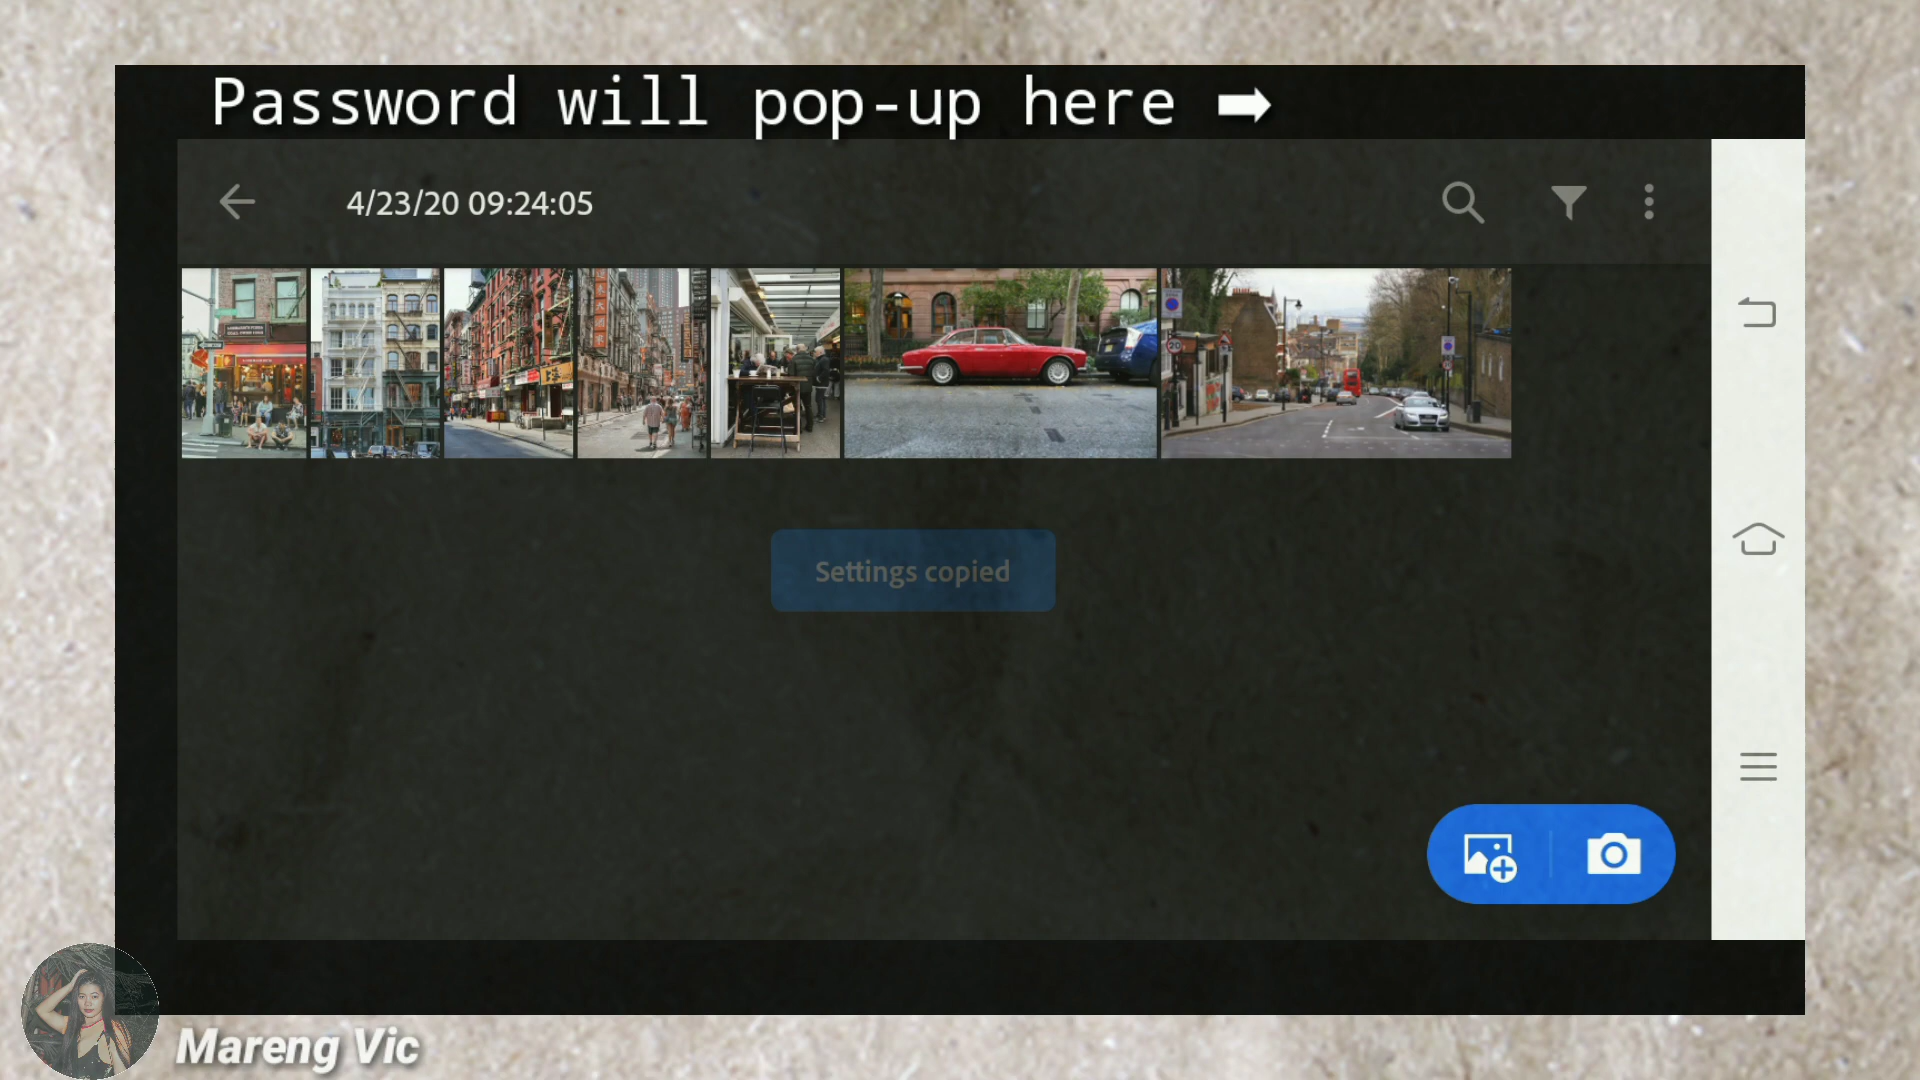 Password will pop-up here ➡
4/23/20 09:24:05
Settings copied
Mareng Vic